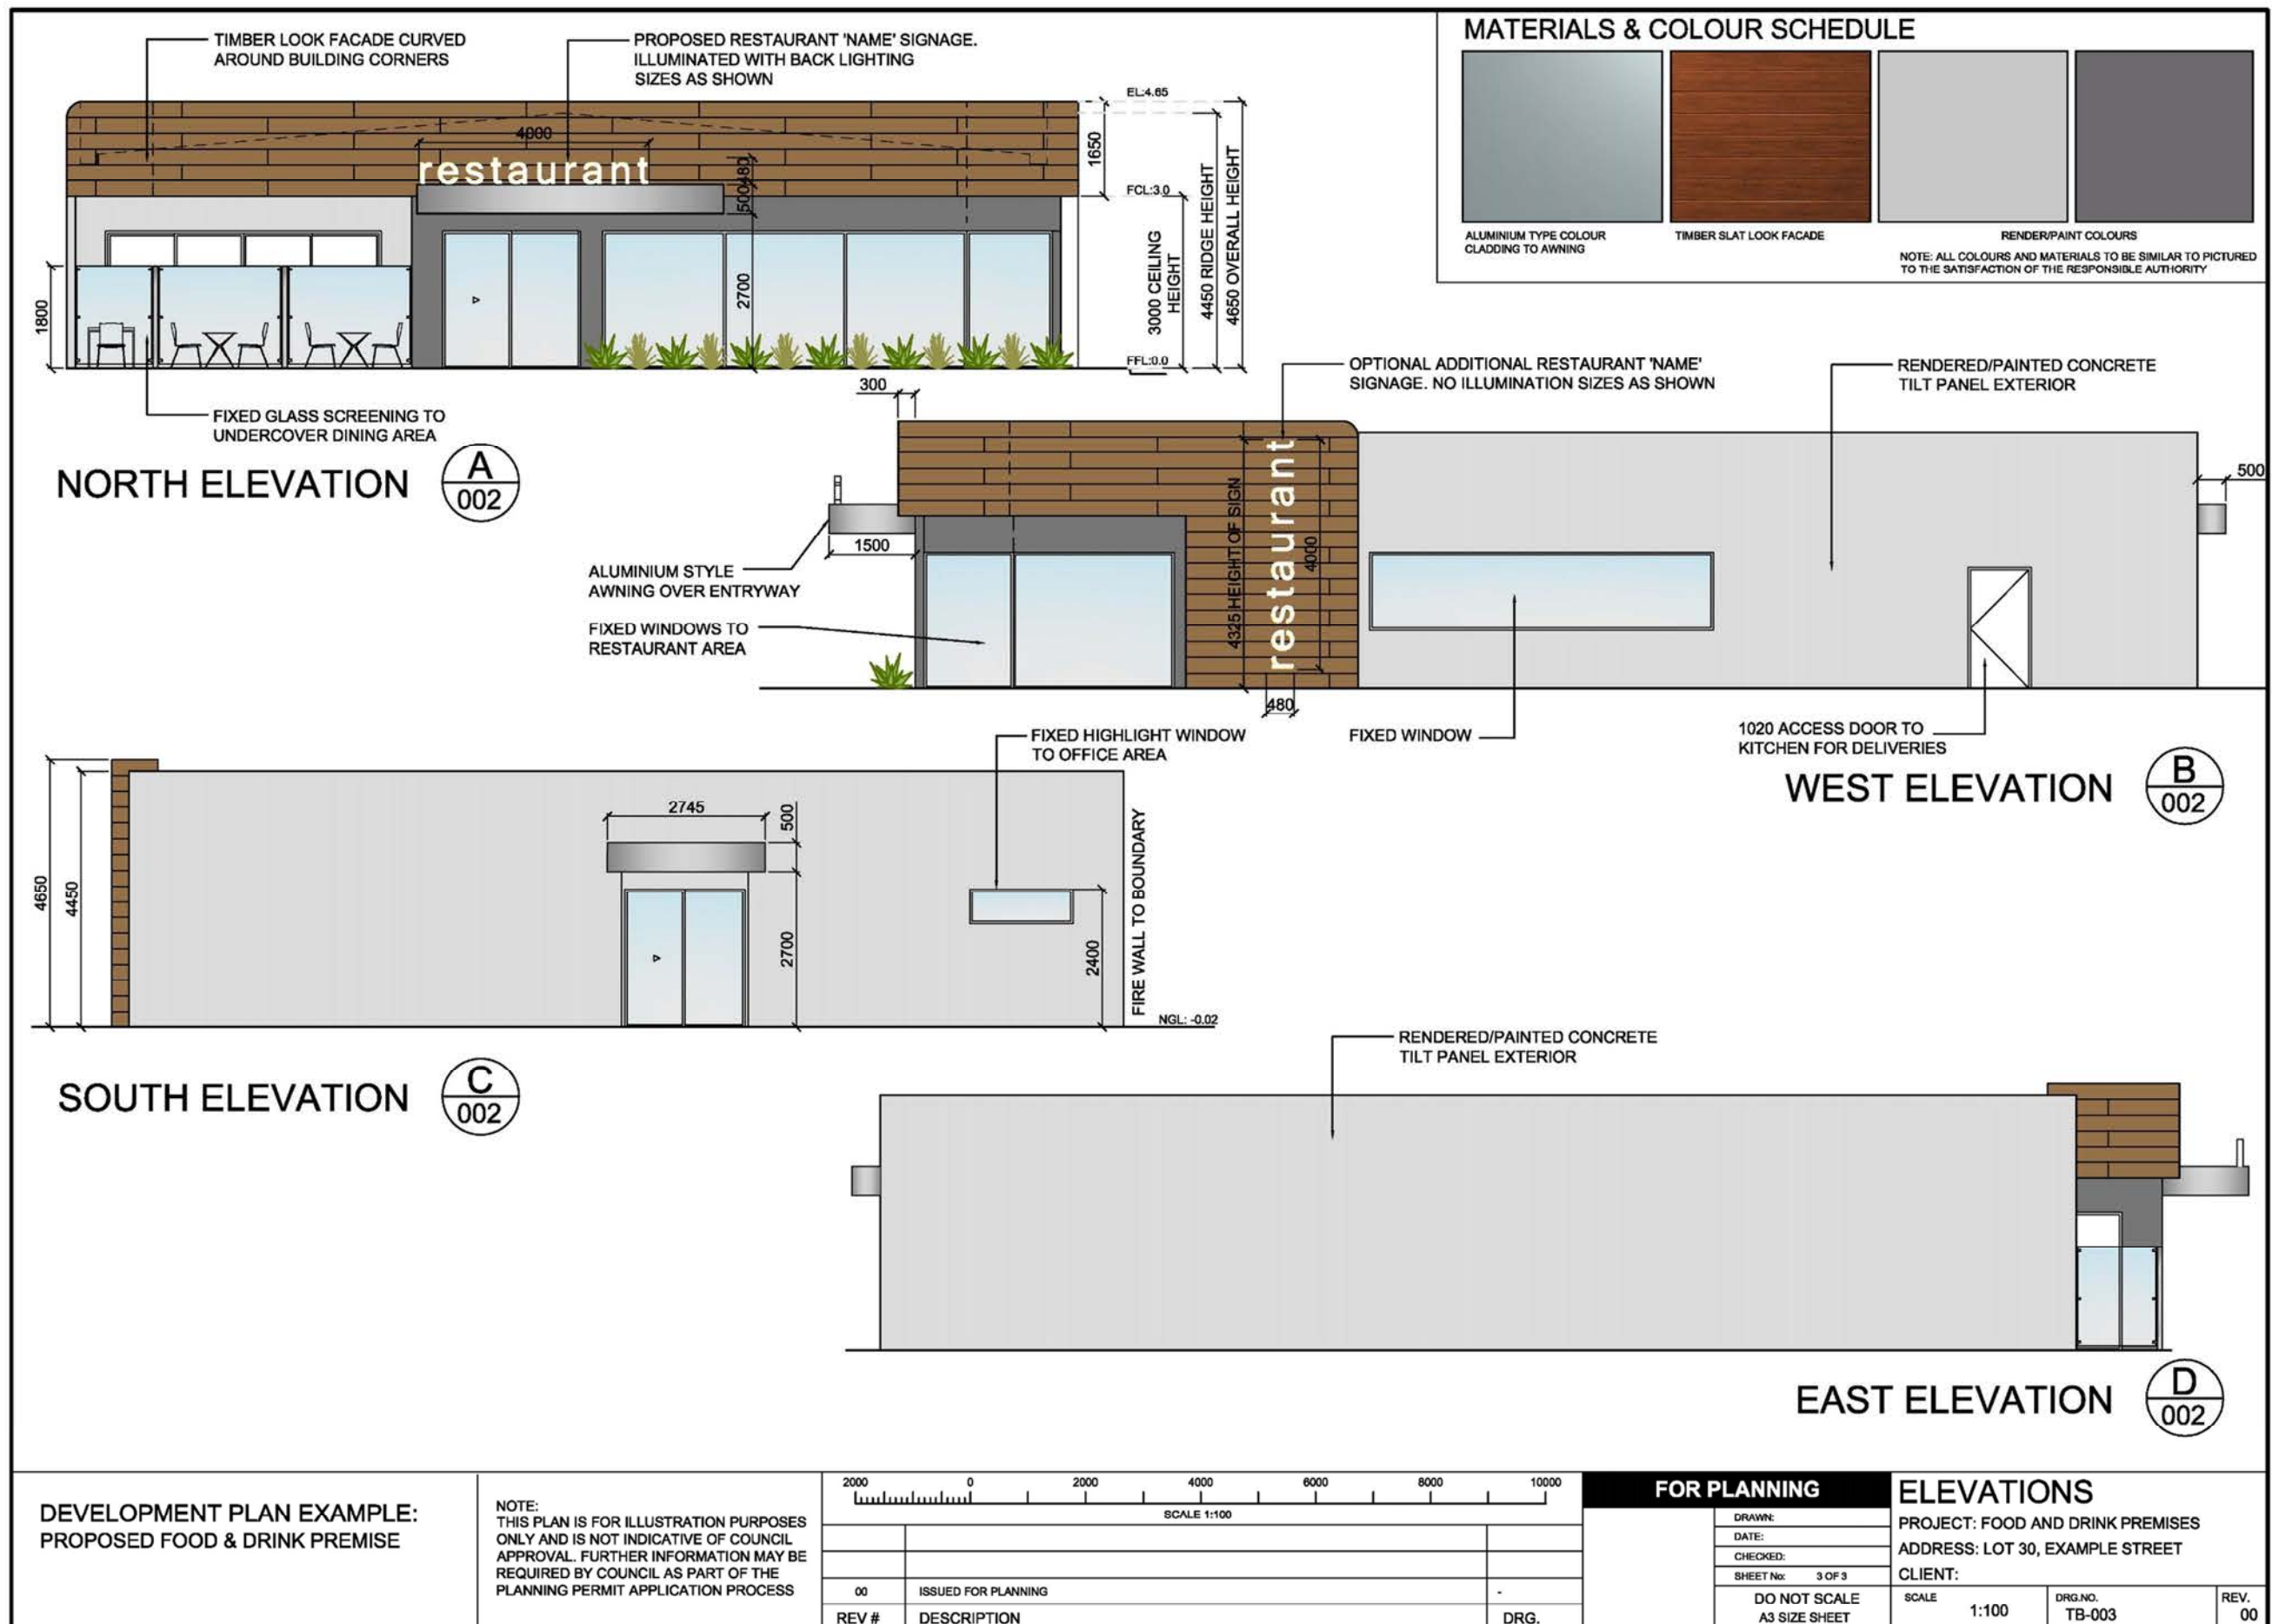 TIMBER LOOK FACADE CURVED
AROUND BUILDING CORNERS
PROPOSED RESTAURANT 'NAME' SIGNAGE.
ILLUMINATED WITH BACK LIGHTING
SIZES AS SHOWN
4000
restaurant
500
480
2700
1800
1650
EL:4.65
FCL:3.0
FFL:0.0
3000 CEILING
HEIGHT
4450 RIDGE HEIGHT
4650 OVERALL HEIGHT
FIXED GLASS SCREENING TO
UNDERCOVER DINING AREA
NORTH ELEVATION
A
002
MATERIALS & COLOUR SCHEDULE
ALUMINIUM TYPE COLOUR
CLADDING TO AWNING
TIMBER SLAT LOOK FACADE
RENDER/PAINT COLOURS
NOTE: ALL COLOURS AND MATERIALS TO BE SIMILAR TO PICTURED
TO THE SATISFACTION OF THE RESPONSIBLE AUTHORITY
300
OPTIONAL ADDITIONAL RESTAURANT 'NAME'
SIGNAGE. NO ILLUMINATION SIZES AS SHOWN
RENDERED/PAINTED CONCRETE
TILT PANEL EXTERIOR
500
1500
ALUMINIUM STYLE
AWNING OVER ENTRYWAY
FIXED WINDOWS TO
RESTAURANT AREA
4325 HEIGHT OF SIGN
restaurant
4000
480
FIXED WINDOW
1020 ACCESS DOOR TO
KITCHEN FOR DELIVERIES
WEST ELEVATION
B
002
FIXED HIGHLIGHT WINDOW
TO OFFICE AREA
2745
500
2700
4650
4450
2400
FIRE WALL TO BOUNDARY
NGL: -0.02
SOUTH ELEVATION
C
002
RENDERED/PAINTED CONCRETE
TILT PANEL EXTERIOR
EAST ELEVATION
D
002
DEVELOPMENT PLAN EXAMPLE:
PROPOSED FOOD & DRINK PREMISE
NOTE:
THIS PLAN IS FOR ILLUSTRATION PURPOSES
ONLY AND IS NOT INDICATIVE OF COUNCIL
APPROVAL. FURTHER INFORMATION MAY BE
REQUIRED BY COUNCIL AS PART OF THE
PLANNING PERMIT APPLICATION PROCESS
2000 0 2000 4000 6000 8000 10000
SCALE 1:100
00 ISSUED FOR PLANNING -
REV # DESCRIPTION DRG.
FOR PLANNING
DRAWN:
DATE:
CHECKED:
SHEET No: 3 OF 3
DO NOT SCALE
A3 SIZE SHEET
ELEVATIONS
PROJECT: FOOD AND DRINK PREMISES
ADDRESS: LOT 30, EXAMPLE STREET
CLIENT:
SCALE 1:100
DRG.NO. TB-003
REV. 00